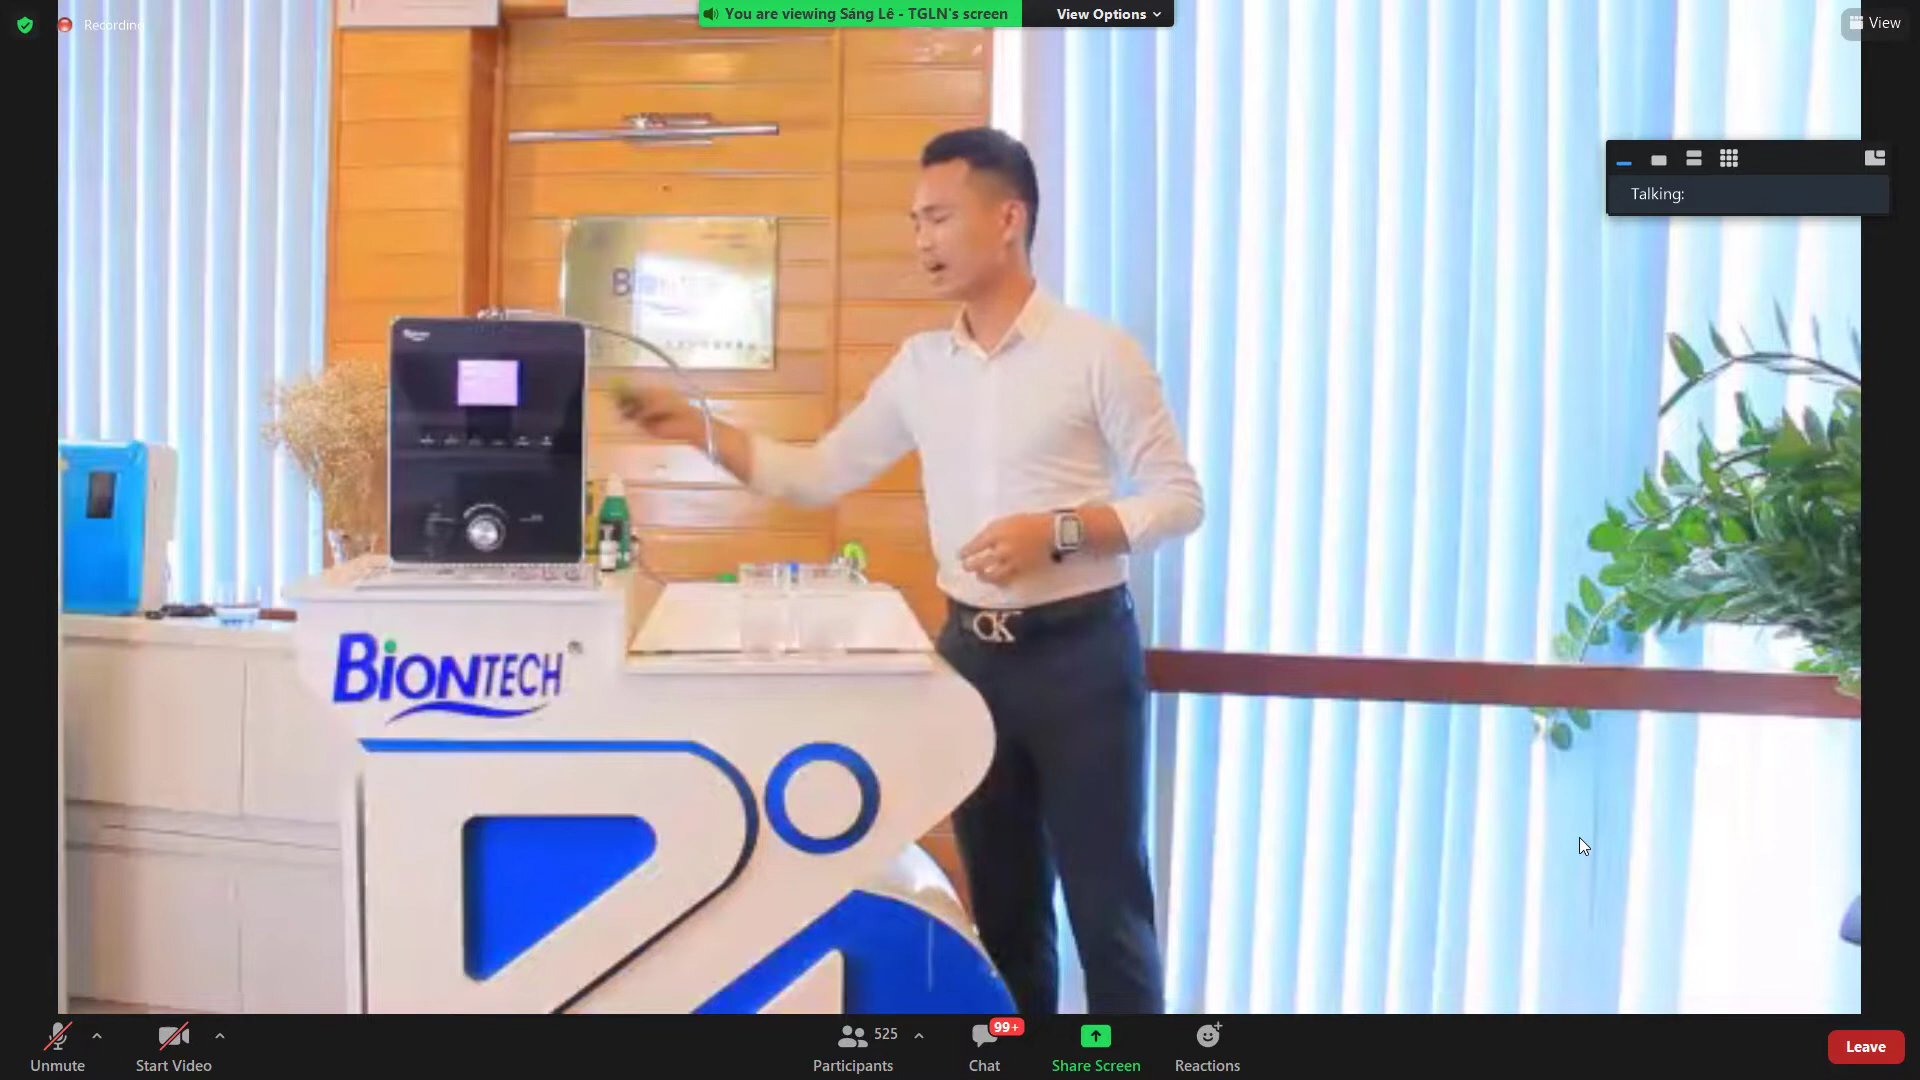 Recording
You are viewing Sáng Lê - TGLN's screen
View Options
View
Talking:
BIONTECH
CK
Unmute
Start Video
525
Participants
99+
Chat
Share Screen
Reactions
Leave